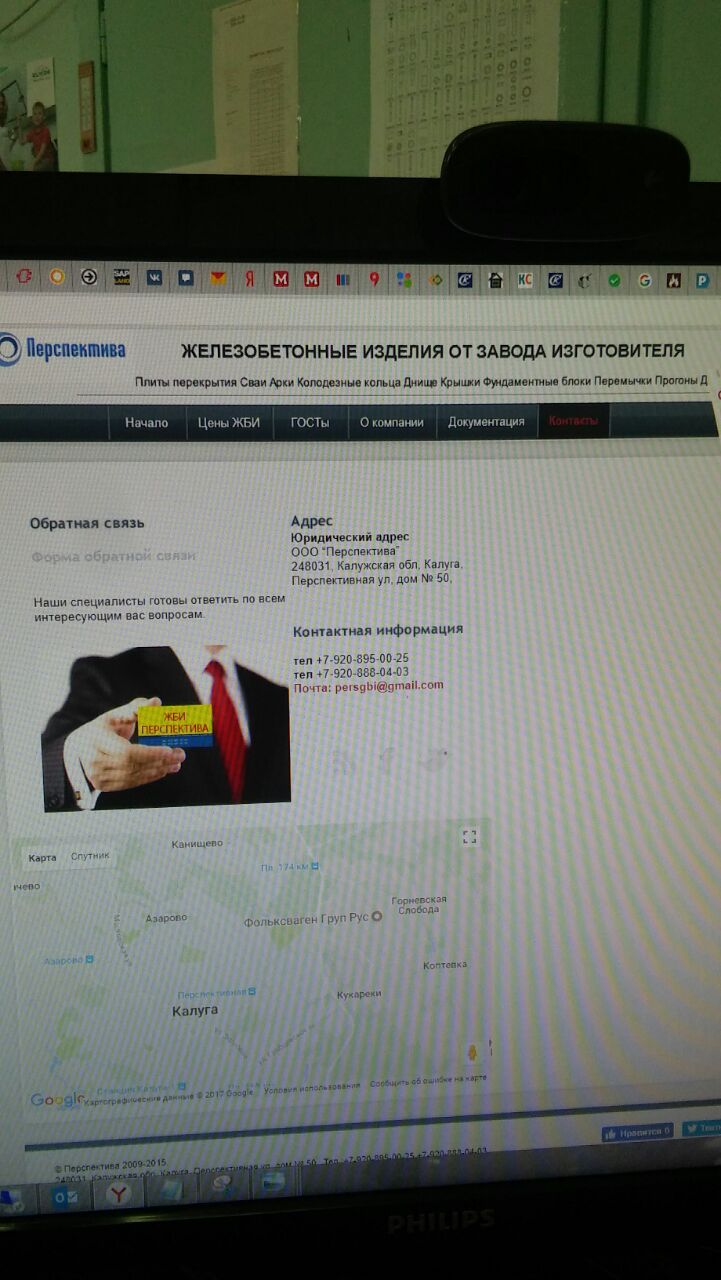 Перспектива
ЖЕЛЕЗОБЕТОННЫЕ ИЗДЕЛИЯ ОТ ЗАВОДА ИЗГОТОВИТЕЛЯ
Плиты перекрытия Сваи Арки Колодезные кольца Днище Крышки Фундаментные блоки Перемычки Прогоны Д
Начало Цены ЖБИ ГОСТы О компании Документация Контакты
Обратная связь
Форма обратной связи
Наши специалисты готовы ответить по всем
интересующим вас вопросам.
ЖБИ
ПЕРСПЕКТИВА
Адрес
Юридический адрес
ООО "Перспектива"
248031, Калужская обл, Калуга,
Перспективная ул, дом № 50,
Контактная информация
тел +7-920-895-00-25
тел +7-920-888-04-03
Почта: persgbi@gmail.com
Карта Спутник
Канищево
Пл. 174 км
ичево
Азарово
Фольксваген Груп Рус
Горневская
Слобода
Азарово
Коптевка
Перспективная
Кукареки
Калуга
Google
Картографические данные © 2017 Google Условия использования Сообщить об ошибке на карте
Нравится 0
© Перспектива 2009-2015
248031, Калужская обл, Калуга, Перспективная ул, дом № 50, Тел. +7-920-895-00-25,+7-920-888-04-03
PHILIPS